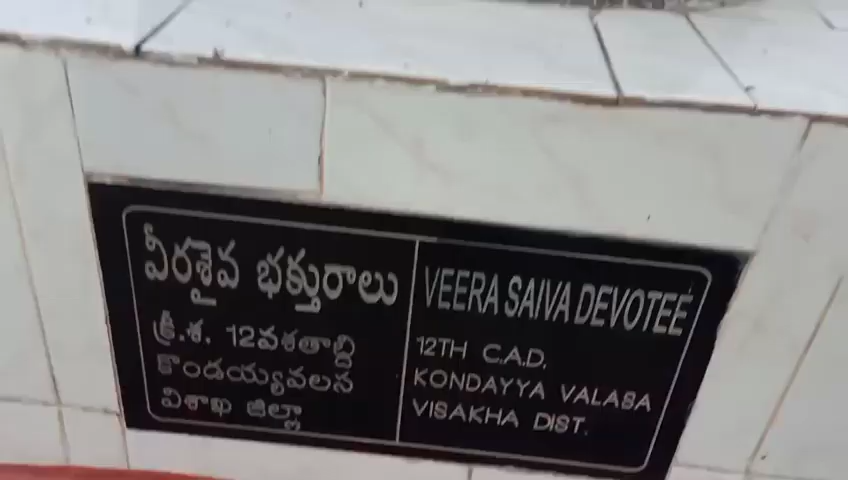 వీరశైవ భక్తురాలు
క్రీ.శ. 12వశతాబ్ది
కొండయ్యవలస
విశాఖ జిల్లా
VEERA SAIVA DEVOTEE
12TH C.A.D.
KONDAYYA VALASA
VISAKHA DIST.